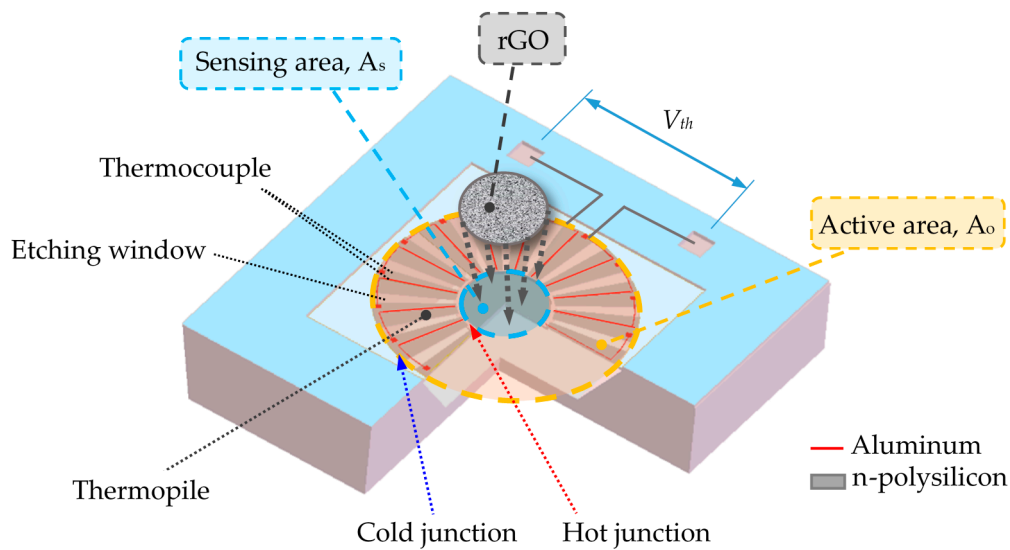 rGO
Sensing area, As
Vth
Thermocouple
Active area, Ao
Etching window
Aluminum
n-polysilicon
Thermopile
Cold junction
Hot junction